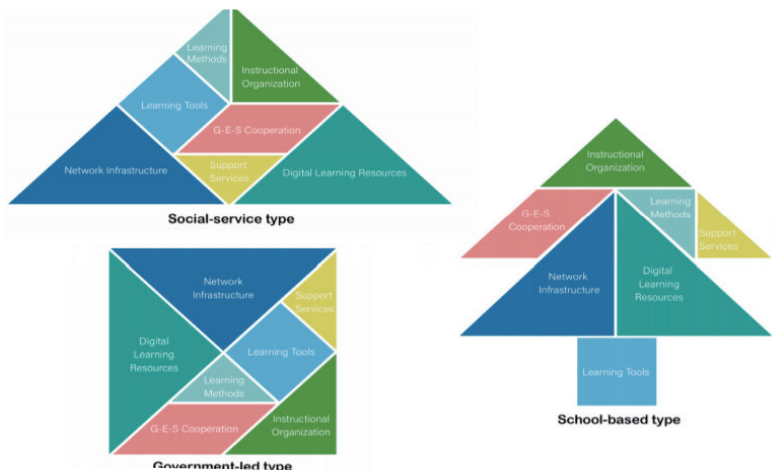 Learning
Methods
Instructional
Organization
Learning Tools
G-E-S Cooperation
Network Infrastructure
Support
Services
Digital Learning Resources
Social-service type
Network
Infrastructure
Support
Services
Digital
Learning
Resources
Learning Tools
Learning
Methods
G-E-S Cooperation
Instructional
Organization
Government-led type
Instructional
Organization
G-E-S
Cooperation
Learning
Methods
Support
Services
Network
Infrastructure
Digital
Learning
Resources
Learning Tools
School-based type